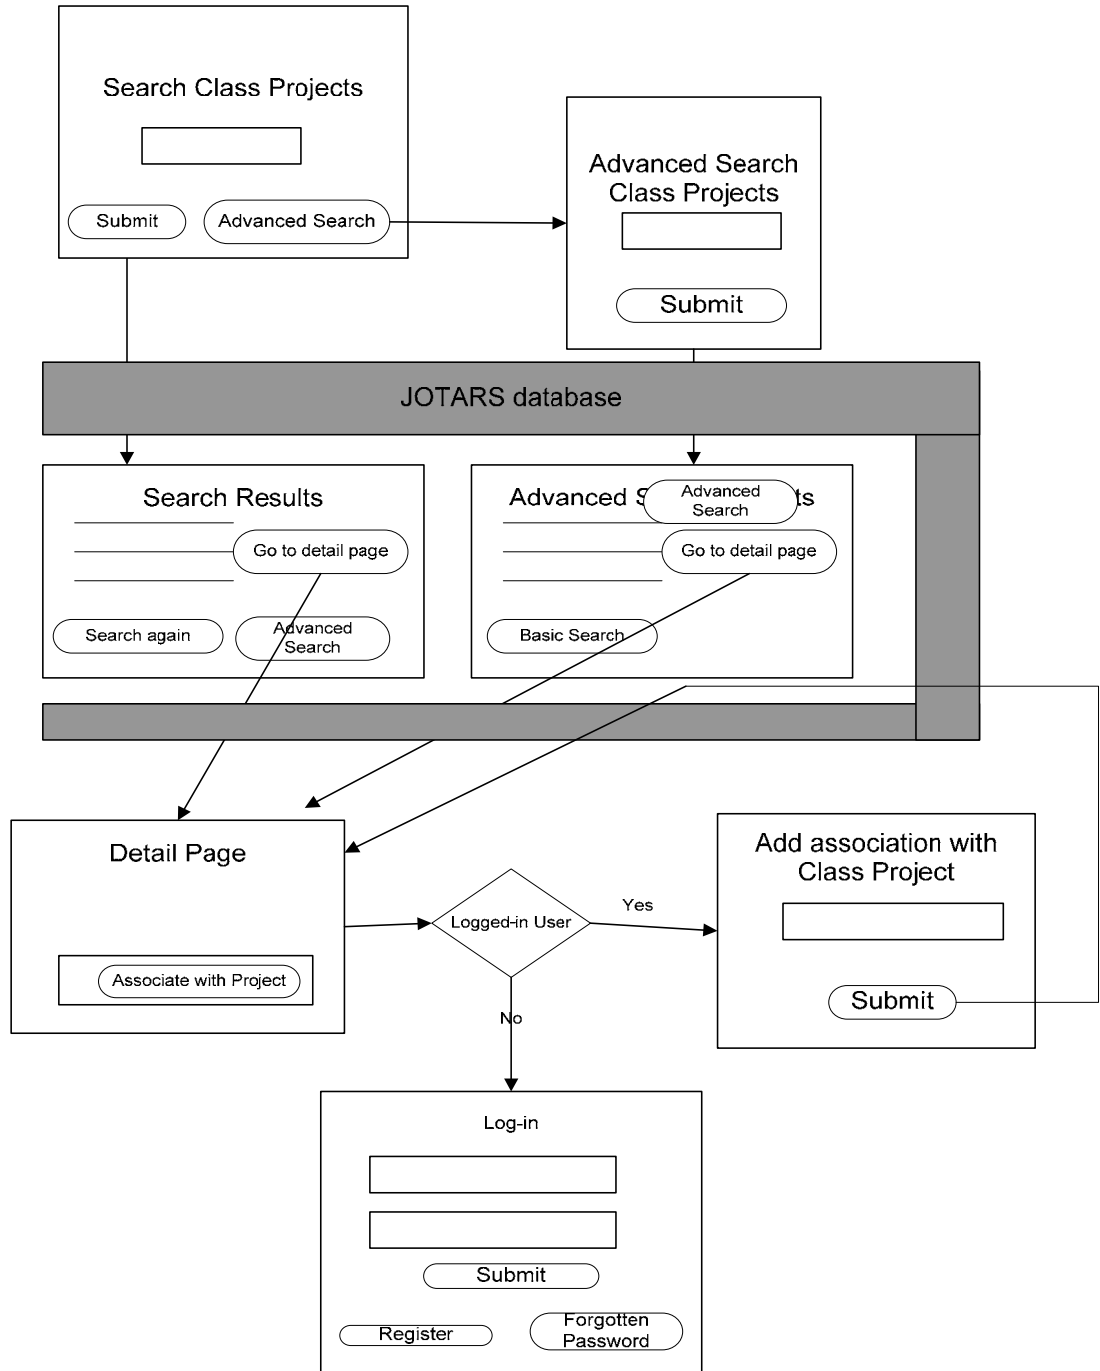 Search Class Projects
Submit
Advanced Search
Advanced Search
Class Projects
Submit
JOTARS database
Search Results
Go to detail page
Search again
Advanced
Search
Advanced S
ts
Advanced
Search
Go to detail page
Basic Search
Detail Page
Associate with Project
Logged-in User
Yes
No
Add association with
Class Project
Submit
Log-in
Submit
Register
Forgotten
Password